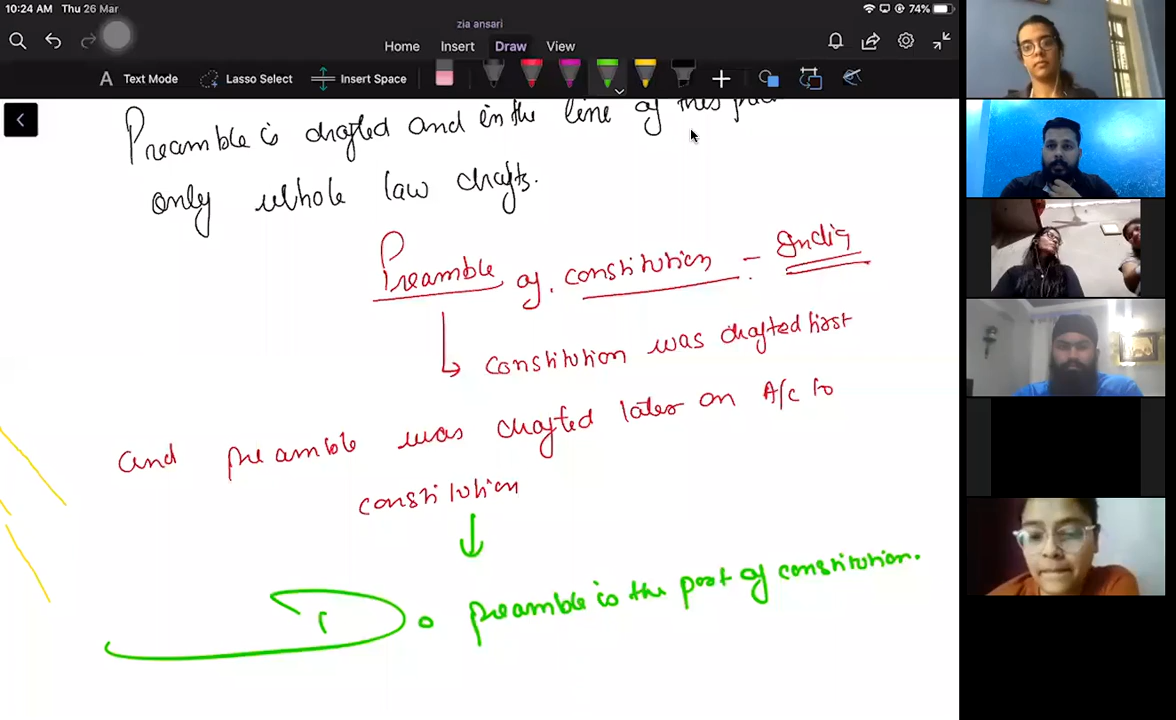 10:24 AM Thu 26 Mar
74%
zia ansari
Home Insert Draw View
Text Mode Lasso Select Insert Space
Preamble is drafted and in the line of this
only whole law drafts.
Preamble of constitution - India
constitution was drafted first
and preamble was drafted later on A/c to
constitution
preamble is the part of constitution.